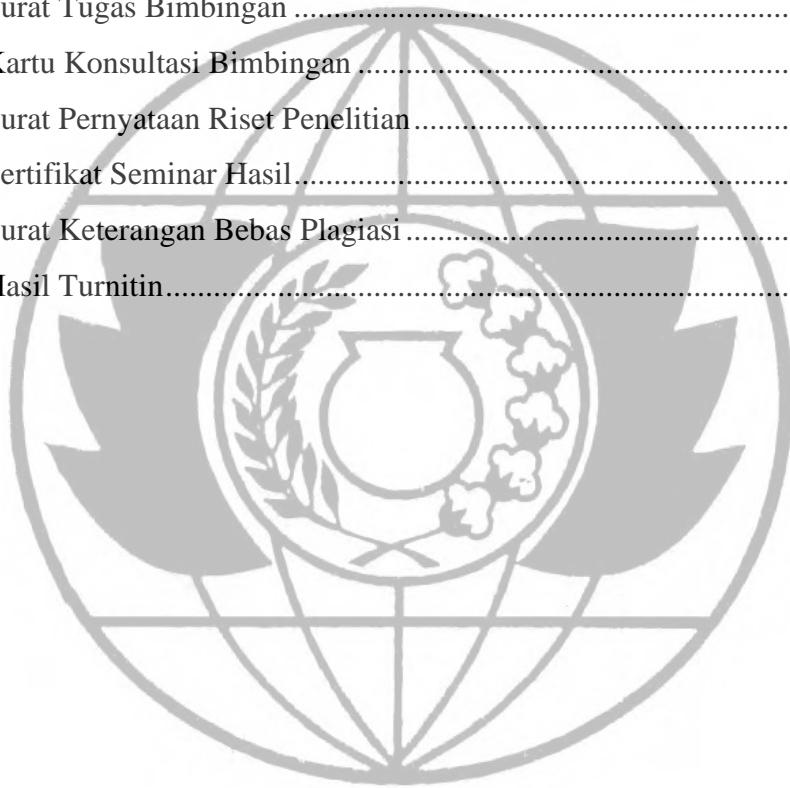 urat Tugas Bimbingan ................................................................
Kartu Konsultasi Bimbingan ........................................................
urat Pernyataan Riset Penelitian..................................................
ertifikat Seminar Hasil................................................................
urat Keterangan Bebas Plagiasi ...................................................
Hasil Turnitin...............................................................................